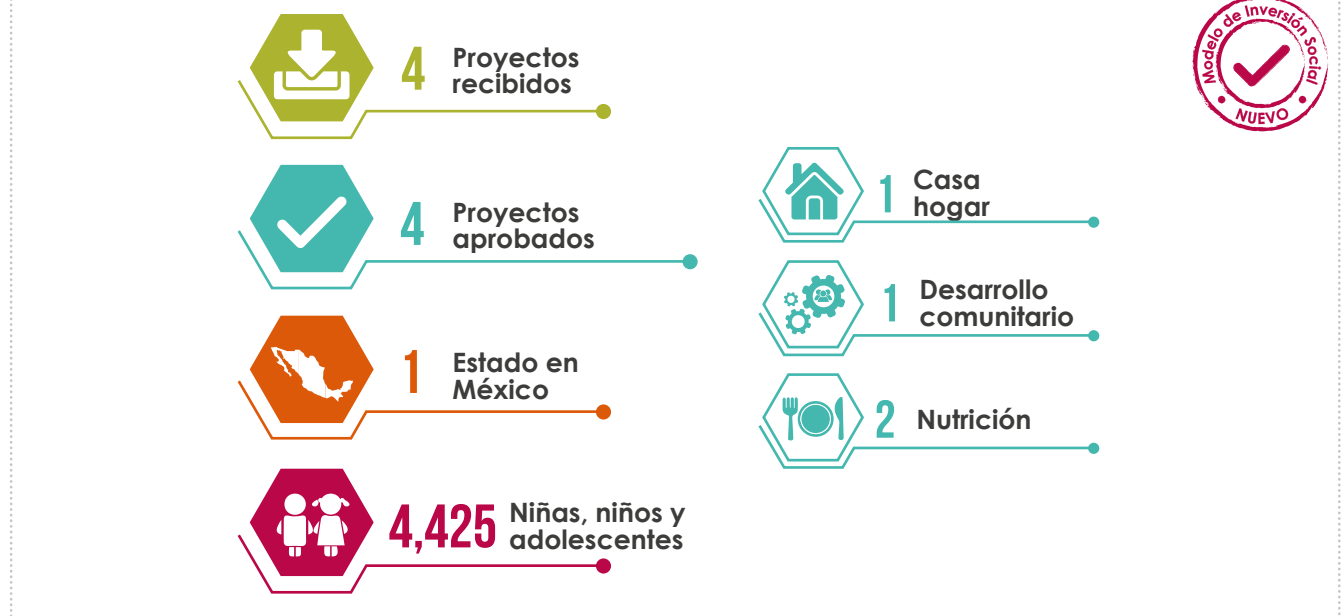 4 Proyectos
recibidos
4 Proyectos
aprobados
1 Estado en
México
4,425 Niñas, niños y
adolescentes
Modelo de Inversión Social
NUEVO
1 Casa
hogar
1 Desarrollo
comunitario
2 Nutrición